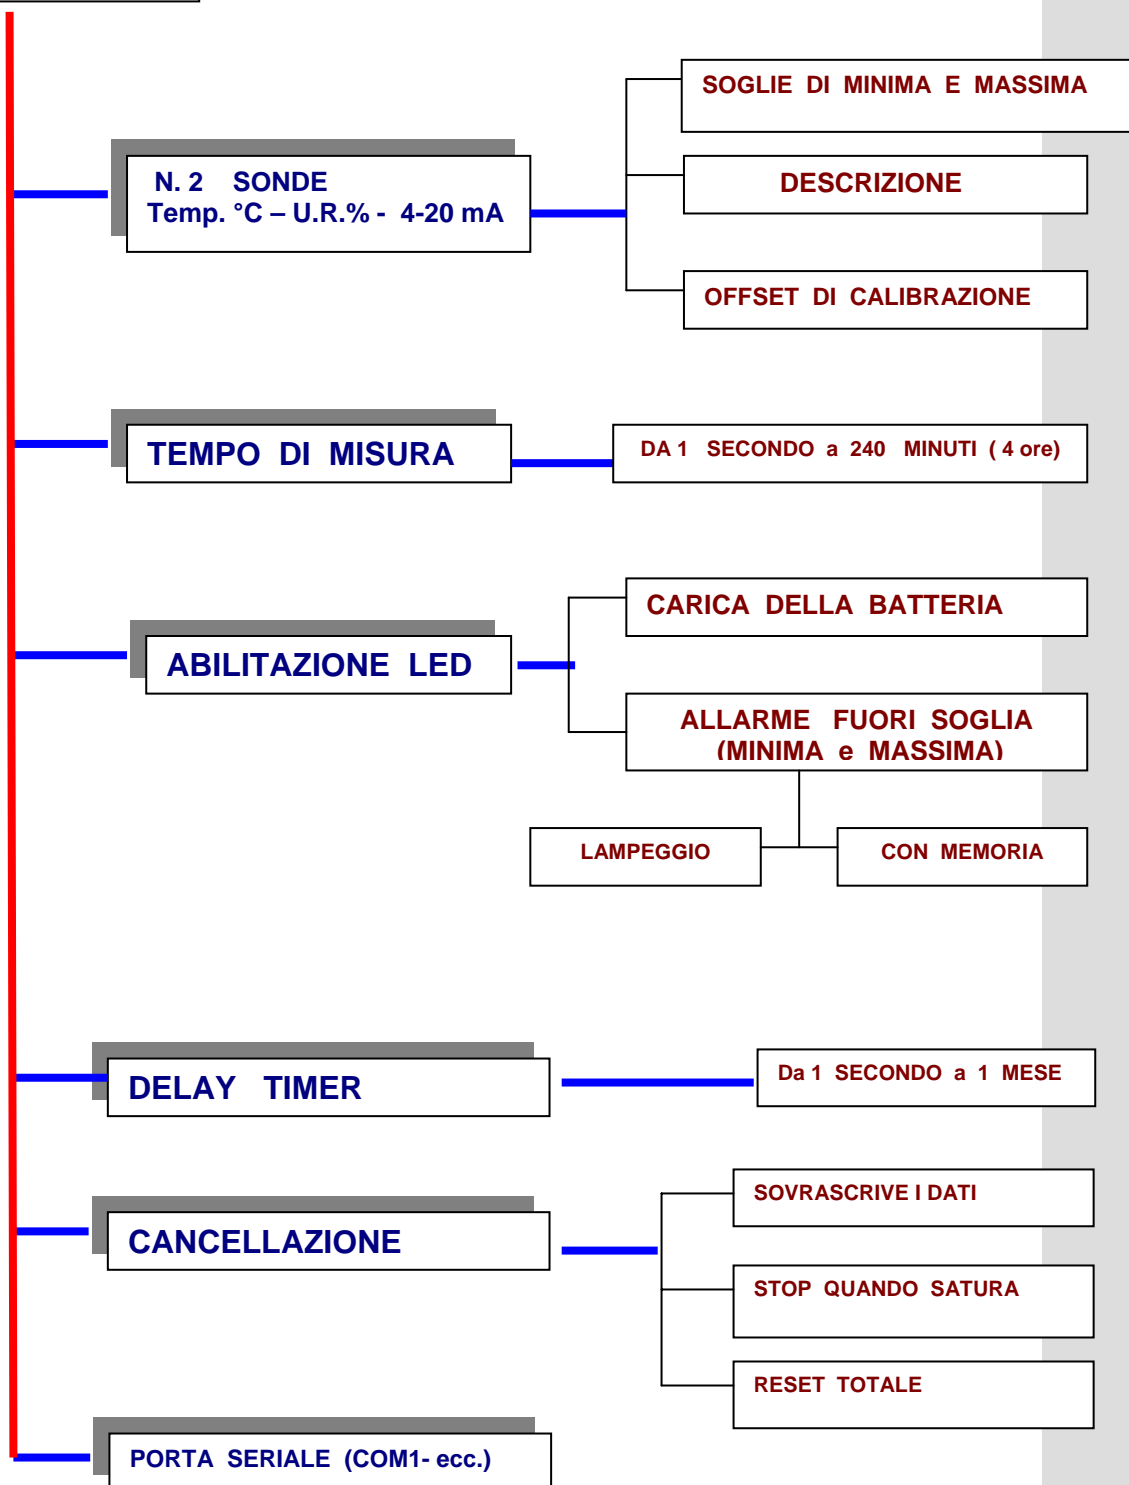 SOGLIE DI MINIMA E MASSIMA
N. 2 SONDE
Temp. °C – U.R.% - 4-20 mA
DESCRIZIONE
OFFSET DI CALIBRAZIONE
TEMPO DI MISURA
DA 1 SECONDO a 240 MINUTI ( 4 ore)
CARICA DELLA BATTERIA
ABILITAZIONE LED
ALLARME FUORI SOGLIA
(MINIMA e MASSIMA)
LAMPEGGIO
CON MEMORIA
DELAY TIMER
Da 1 SECONDO a 1 MESE
SOVRASCRIVE I DATI
CANCELLAZIONE
STOP QUANDO SATURA
RESET TOTALE
PORTA SERIALE (COM1- ecc.)